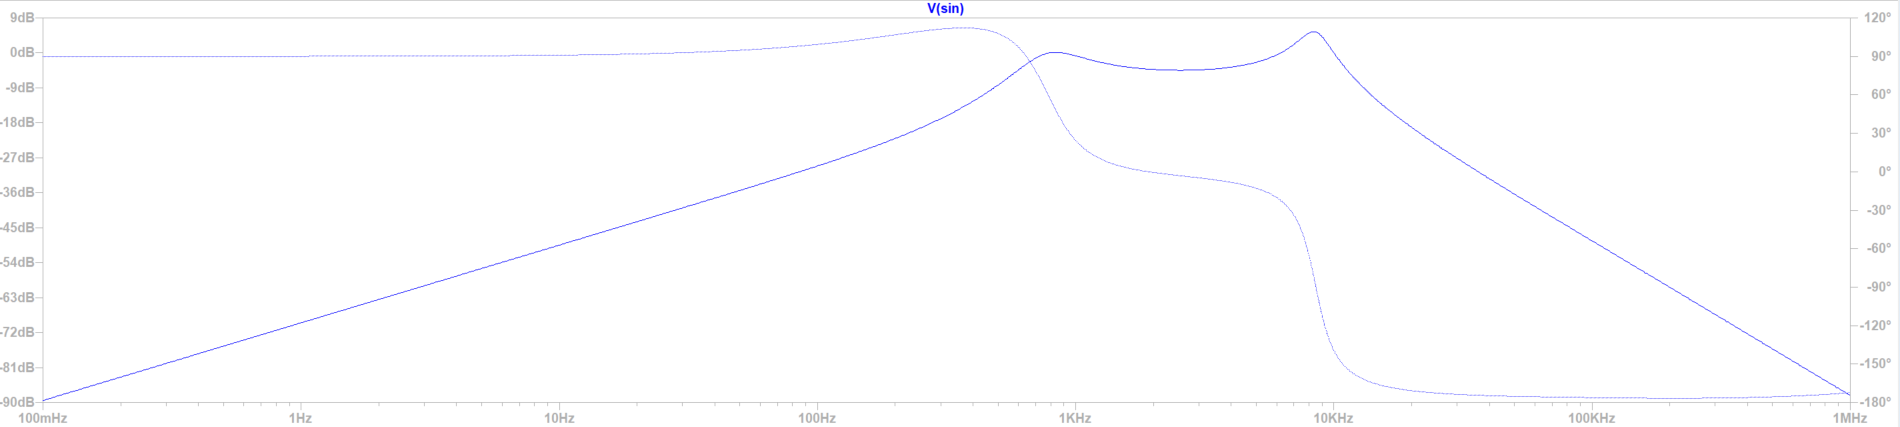 V(sin)
9dB
0dB
-9dB
-18dB
-27dB
-36dB
-45dB
-54dB
-63dB
-72dB
-81dB
-90dB
120°
90°
60°
30°
0°
-30°
-60°
-90°
-120°
-150°
-180°
100mHz 1Hz 10Hz 100Hz 1KHz 10KHz 100KHz 1MHz